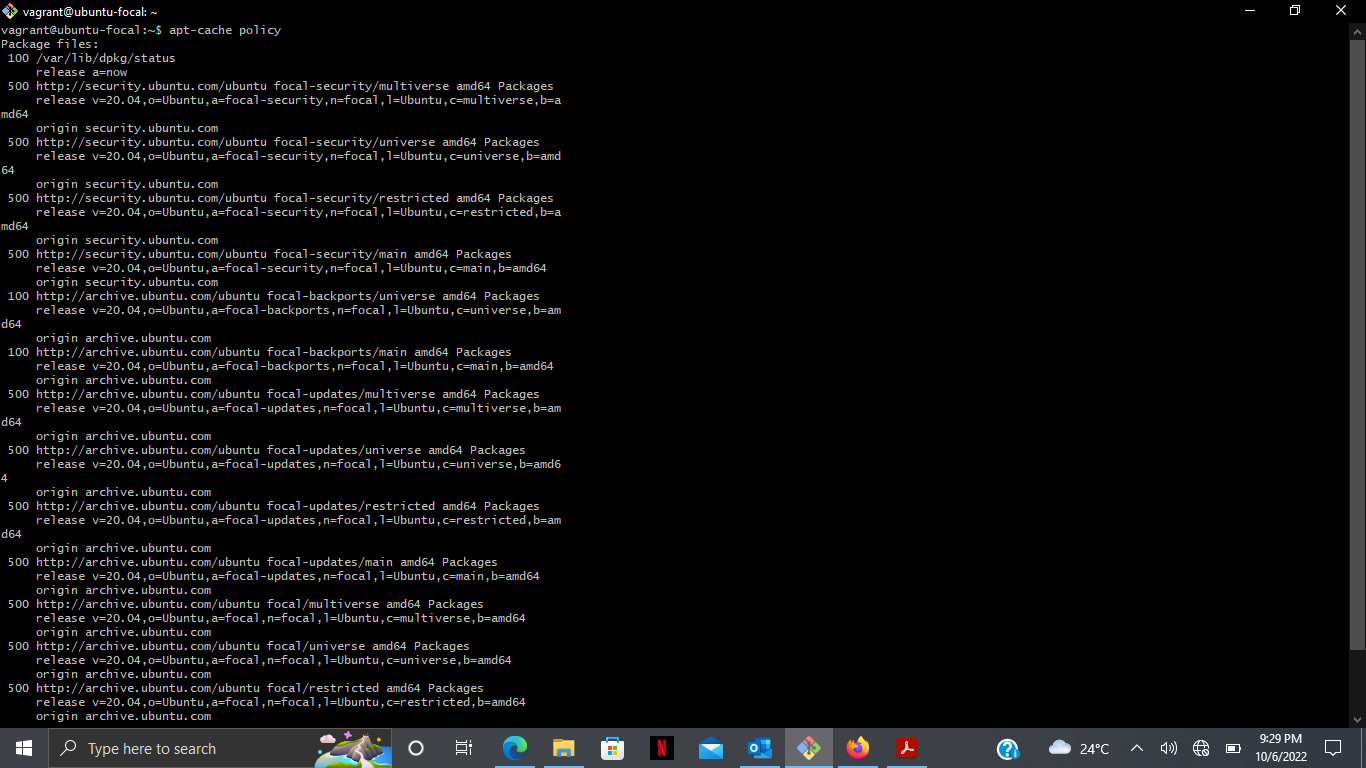 vagrant@ubuntu-focal: ~
vagrant@ubuntu-focal:~$ apt-cache policy
Package files:
 100 /var/lib/dpkg/status
     release a=now
 500 http://security.ubuntu.com/ubuntu focal-security/multiverse amd64 Packages
     release v=20.04,o=Ubuntu,a=focal-security,n=focal,l=Ubuntu,c=multiverse,b=a
md64
     origin security.ubuntu.com
 500 http://security.ubuntu.com/ubuntu focal-security/universe amd64 Packages
     release v=20.04,o=Ubuntu,a=focal-security,n=focal,l=Ubuntu,c=universe,b=amd
64
     origin security.ubuntu.com
 500 http://security.ubuntu.com/ubuntu focal-security/restricted amd64 Packages
     release v=20.04,o=Ubuntu,a=focal-security,n=focal,l=Ubuntu,c=restricted,b=a
md64
     origin security.ubuntu.com
 500 http://security.ubuntu.com/ubuntu focal-security/main amd64 Packages
     release v=20.04,o=Ubuntu,a=focal-security,n=focal,l=Ubuntu,c=main,b=amd64
     origin security.ubuntu.com
 100 http://archive.ubuntu.com/ubuntu focal-backports/universe amd64 Packages
     release v=20.04,o=Ubuntu,a=focal-backports,n=focal,l=Ubuntu,c=universe,b=am
d64
     origin archive.ubuntu.com
 100 http://archive.ubuntu.com/ubuntu focal-backports/main amd64 Packages
     release v=20.04,o=Ubuntu,a=focal-backports,n=focal,l=Ubuntu,c=main,b=amd64
     origin archive.ubuntu.com
 500 http://archive.ubuntu.com/ubuntu focal-updates/multiverse amd64 Packages
     release v=20.04,o=Ubuntu,a=focal-updates,n=focal,l=Ubuntu,c=multiverse,b=am
d64
     origin archive.ubuntu.com
 500 http://archive.ubuntu.com/ubuntu focal-updates/universe amd64 Packages
     release v=20.04,o=Ubuntu,a=focal-updates,n=focal,l=Ubuntu,c=universe,b=amd6
4
     origin archive.ubuntu.com
 500 http://archive.ubuntu.com/ubuntu focal-updates/restricted amd64 Packages
     release v=20.04,o=Ubuntu,a=focal-updates,n=focal,l=Ubuntu,c=restricted,b=am
d64
     origin archive.ubuntu.com
 500 http://archive.ubuntu.com/ubuntu focal-updates/main amd64 Packages
     release v=20.04,o=Ubuntu,a=focal-updates,n=focal,l=Ubuntu,c=main,b=amd64
     origin archive.ubuntu.com
 500 http://archive.ubuntu.com/ubuntu focal/multiverse amd64 Packages
     release v=20.04,o=Ubuntu,a=focal,n=focal,l=Ubuntu,c=multiverse,b=amd64
     origin archive.ubuntu.com
 500 http://archive.ubuntu.com/ubuntu focal/universe amd64 Packages
     release v=20.04,o=Ubuntu,a=focal,n=focal,l=Ubuntu,c=universe,b=amd64
     origin archive.ubuntu.com
 500 http://archive.ubuntu.com/ubuntu focal/restricted amd64 Packages
     release v=20.04,o=Ubuntu,a=focal,n=focal,l=Ubuntu,c=restricted,b=amd64
     origin archive.ubuntu.com
Type here to search
N
24°C
9:29 PM
10/6/2022